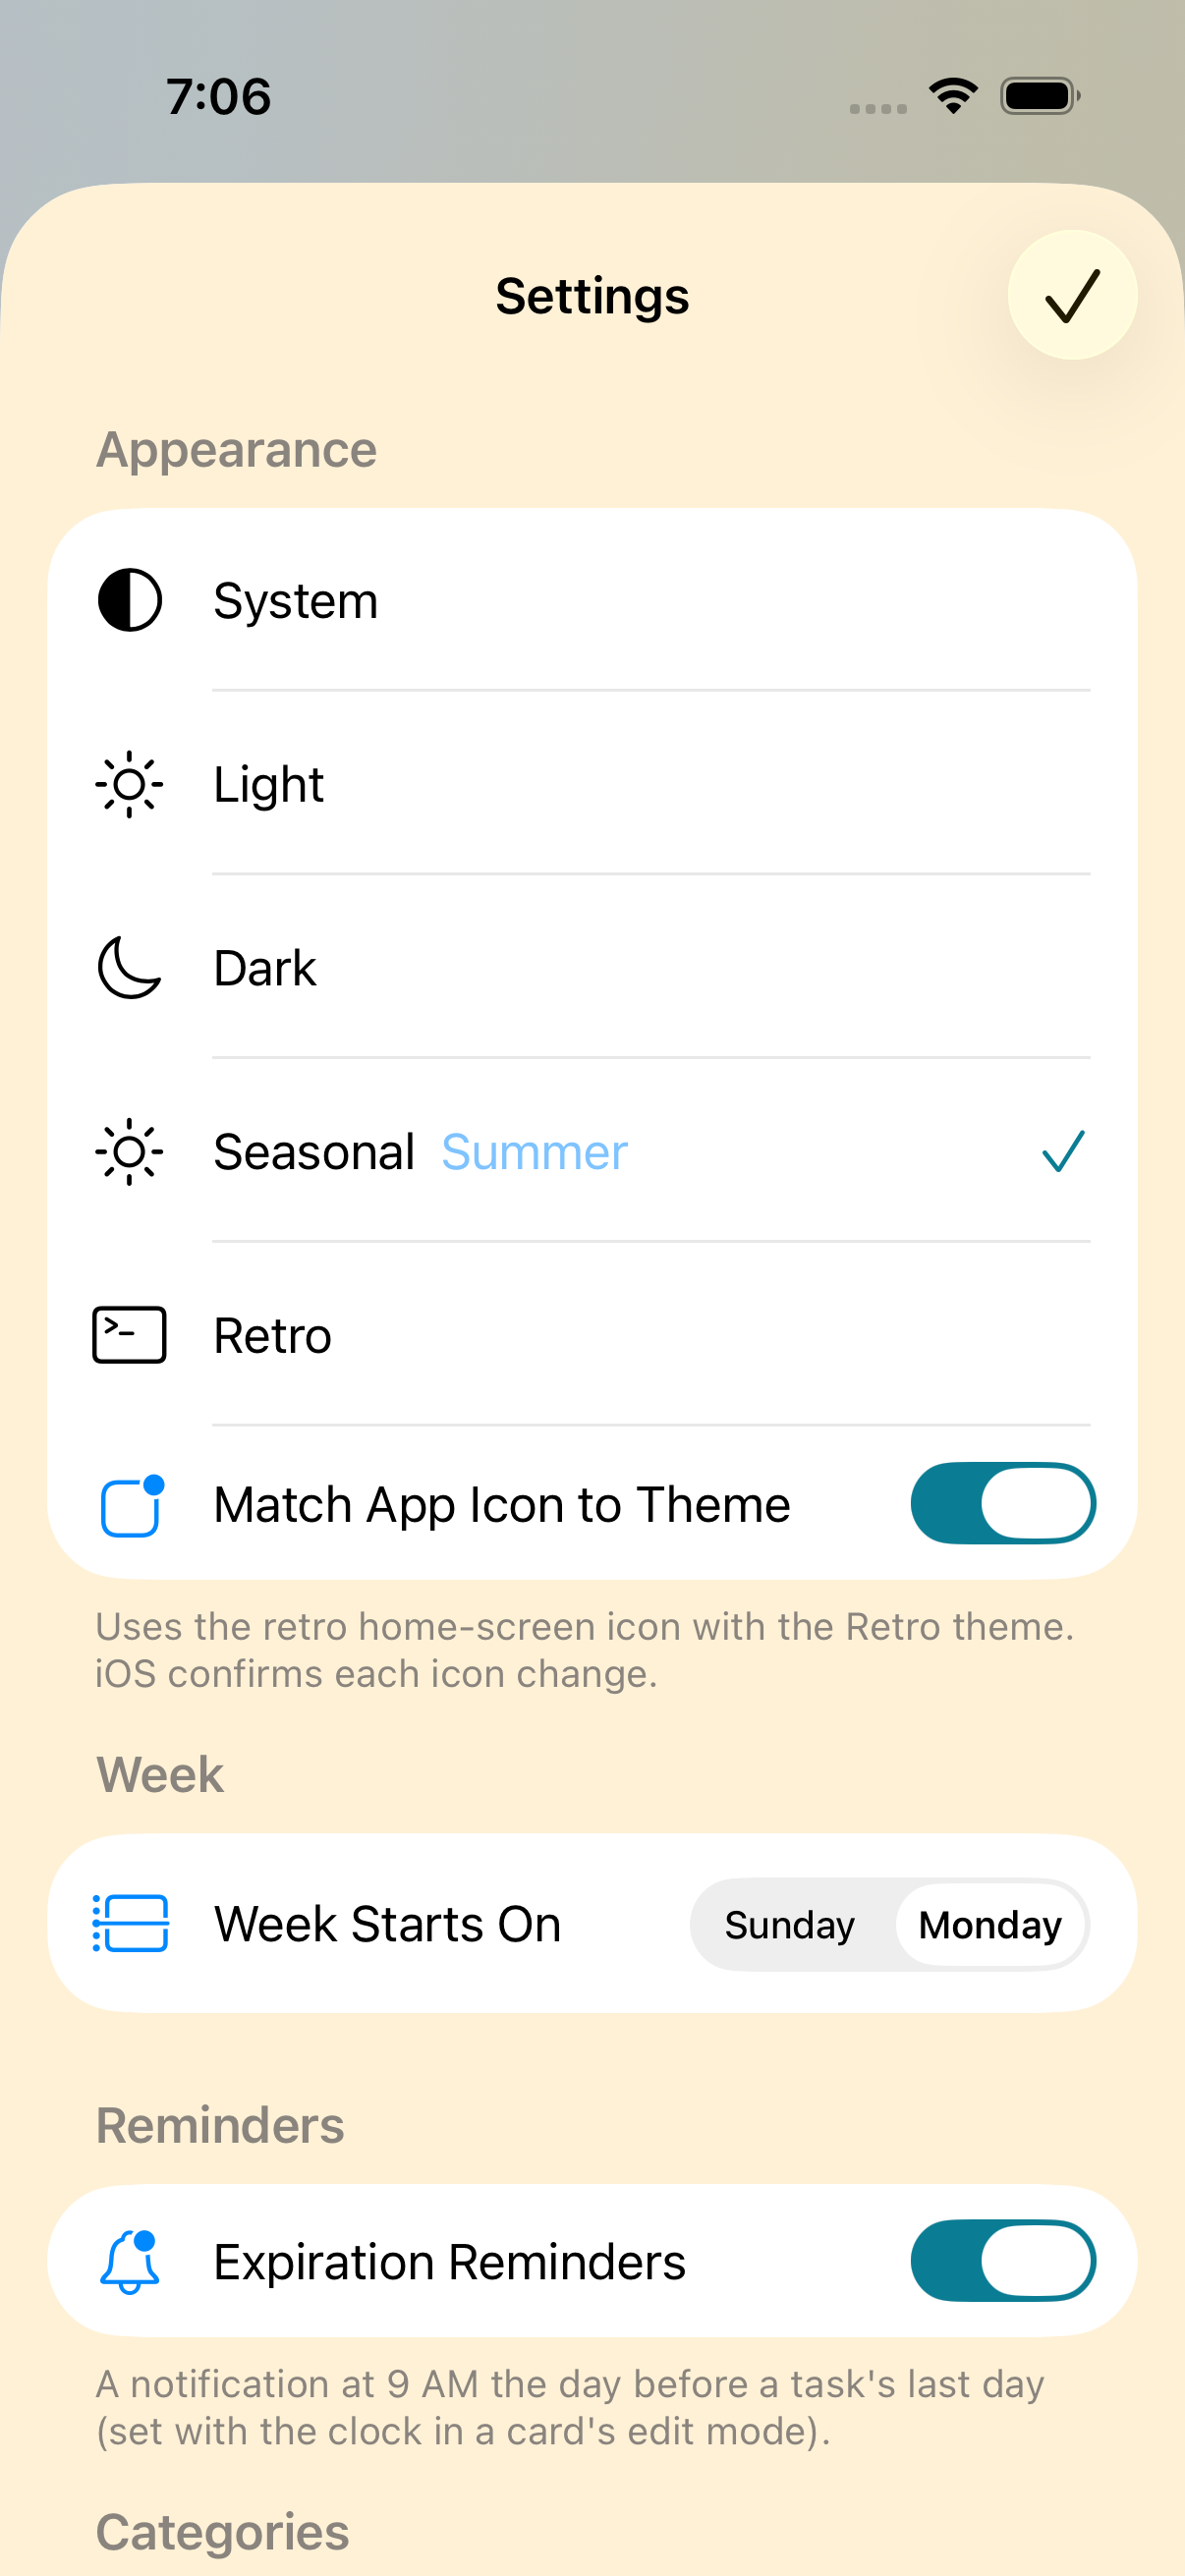 7:06
Settings
Appearance
System
Light
Dark
Seasonal Summer
Retro
Match App Icon to Theme
Uses the retro home-screen icon with the Retro theme.
iOS confirms each icon change.
Week
Week Starts On Sunday Monday
Reminders
Expiration Reminders
A notification at 9 AM the day before a task's last day
(set with the clock in a card's edit mode).
Categories